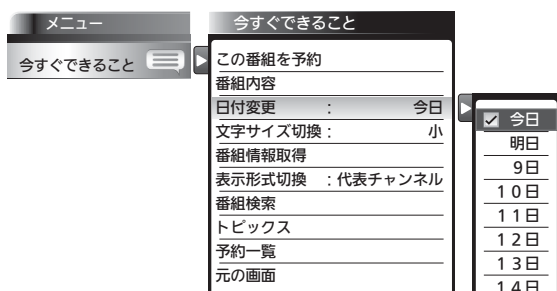 メニュー
今すぐできること
今すぐできること
この番組を予約
番組内容
日付変更　：　今日
文字サイズ切換：　小
番組情報取得
表示形式切換　：代表チャンネル
番組検索
トピックス
予約一覧
元の画面
今日
明日
9日
10日
11日
12日
13日
14日